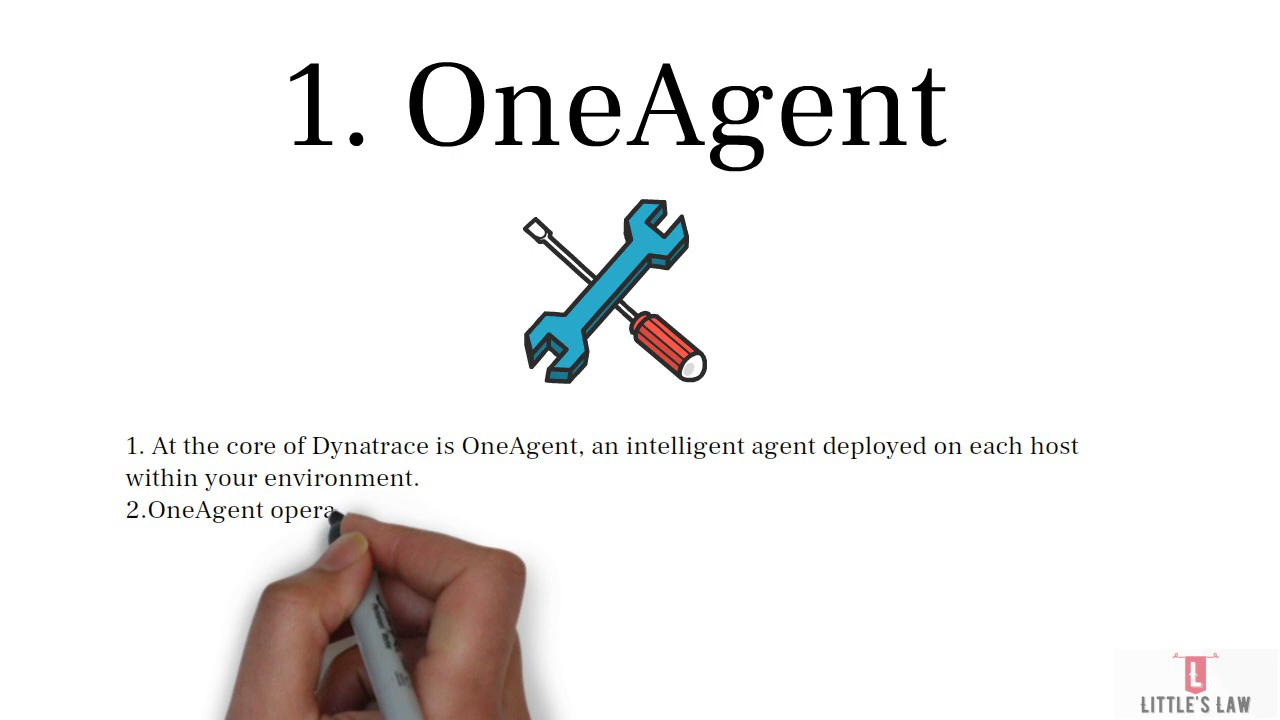 1. OneAgent
1. At the core of Dynatrace is OneAgent, an intelligent agent deployed on each host
within your environment.
2.OneAgent opera
L
LITTLE'S LAW